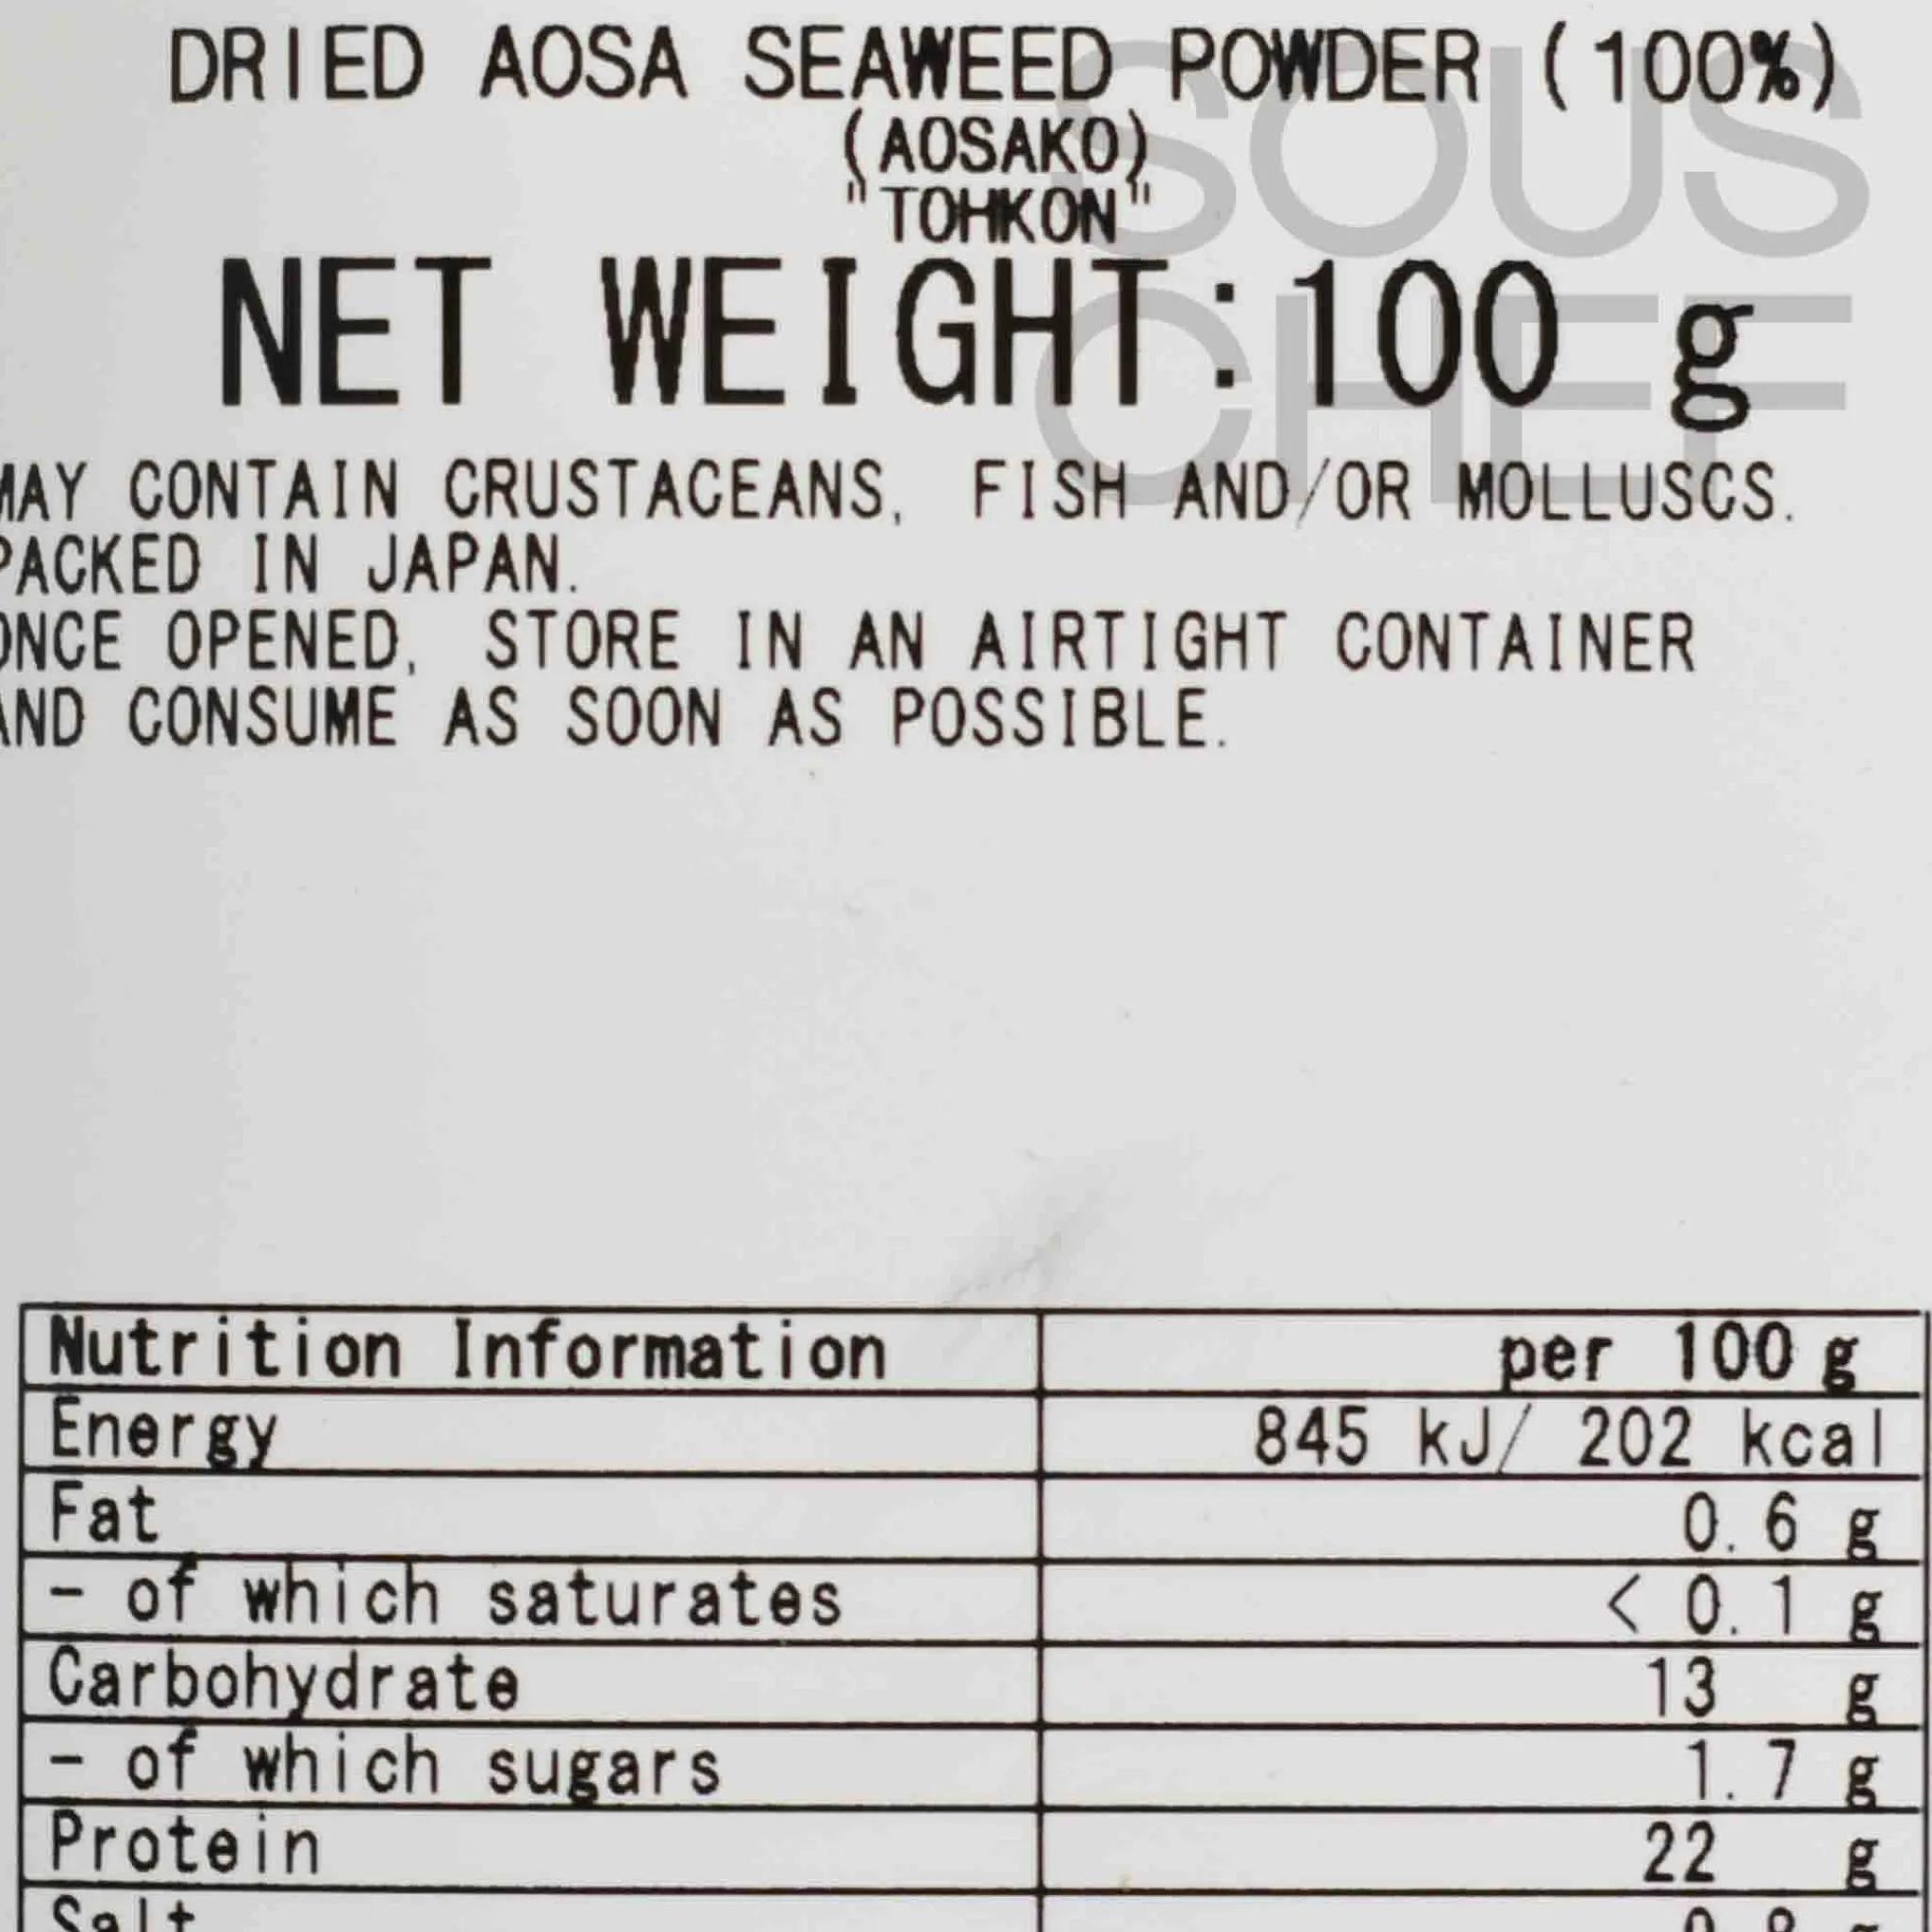 DRIED AOSA SEAWEED POWDER (100%)
(AOSAKO)
"TOHKON"
NET WEIGHT:100 g
SOUS
CHEF
MAY CONTAIN CRUSTACEANS, FISH AND/OR MOLLUSCS.
PACKED IN JAPAN.
ONCE OPENED, STORE IN AN AIRTIGHT CONTAINER
AND CONSUME AS SOON AS POSSIBLE.
Nutrition Information per 100 g
Energy 845 kJ/ 202 kcal
Fat 0.6 g
- of which saturates < 0.1 g
Carbohydrate 13 g
- of which sugars 1.7 g
Protein 22 g
Salt